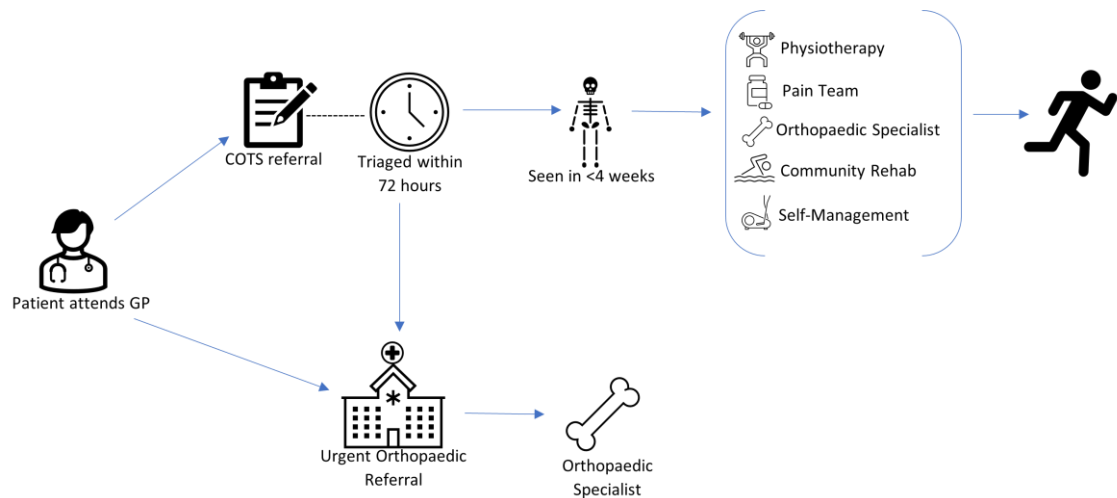 Physiotherapy
Pain Team
Orthopaedic Specialist
Community Rehab
Self-Management
COTS referral
Triaged within
72 hours
Seen in <4 weeks
Patient attends GP
Urgent Orthopaedic
Referral
Orthopaedic
Specialist